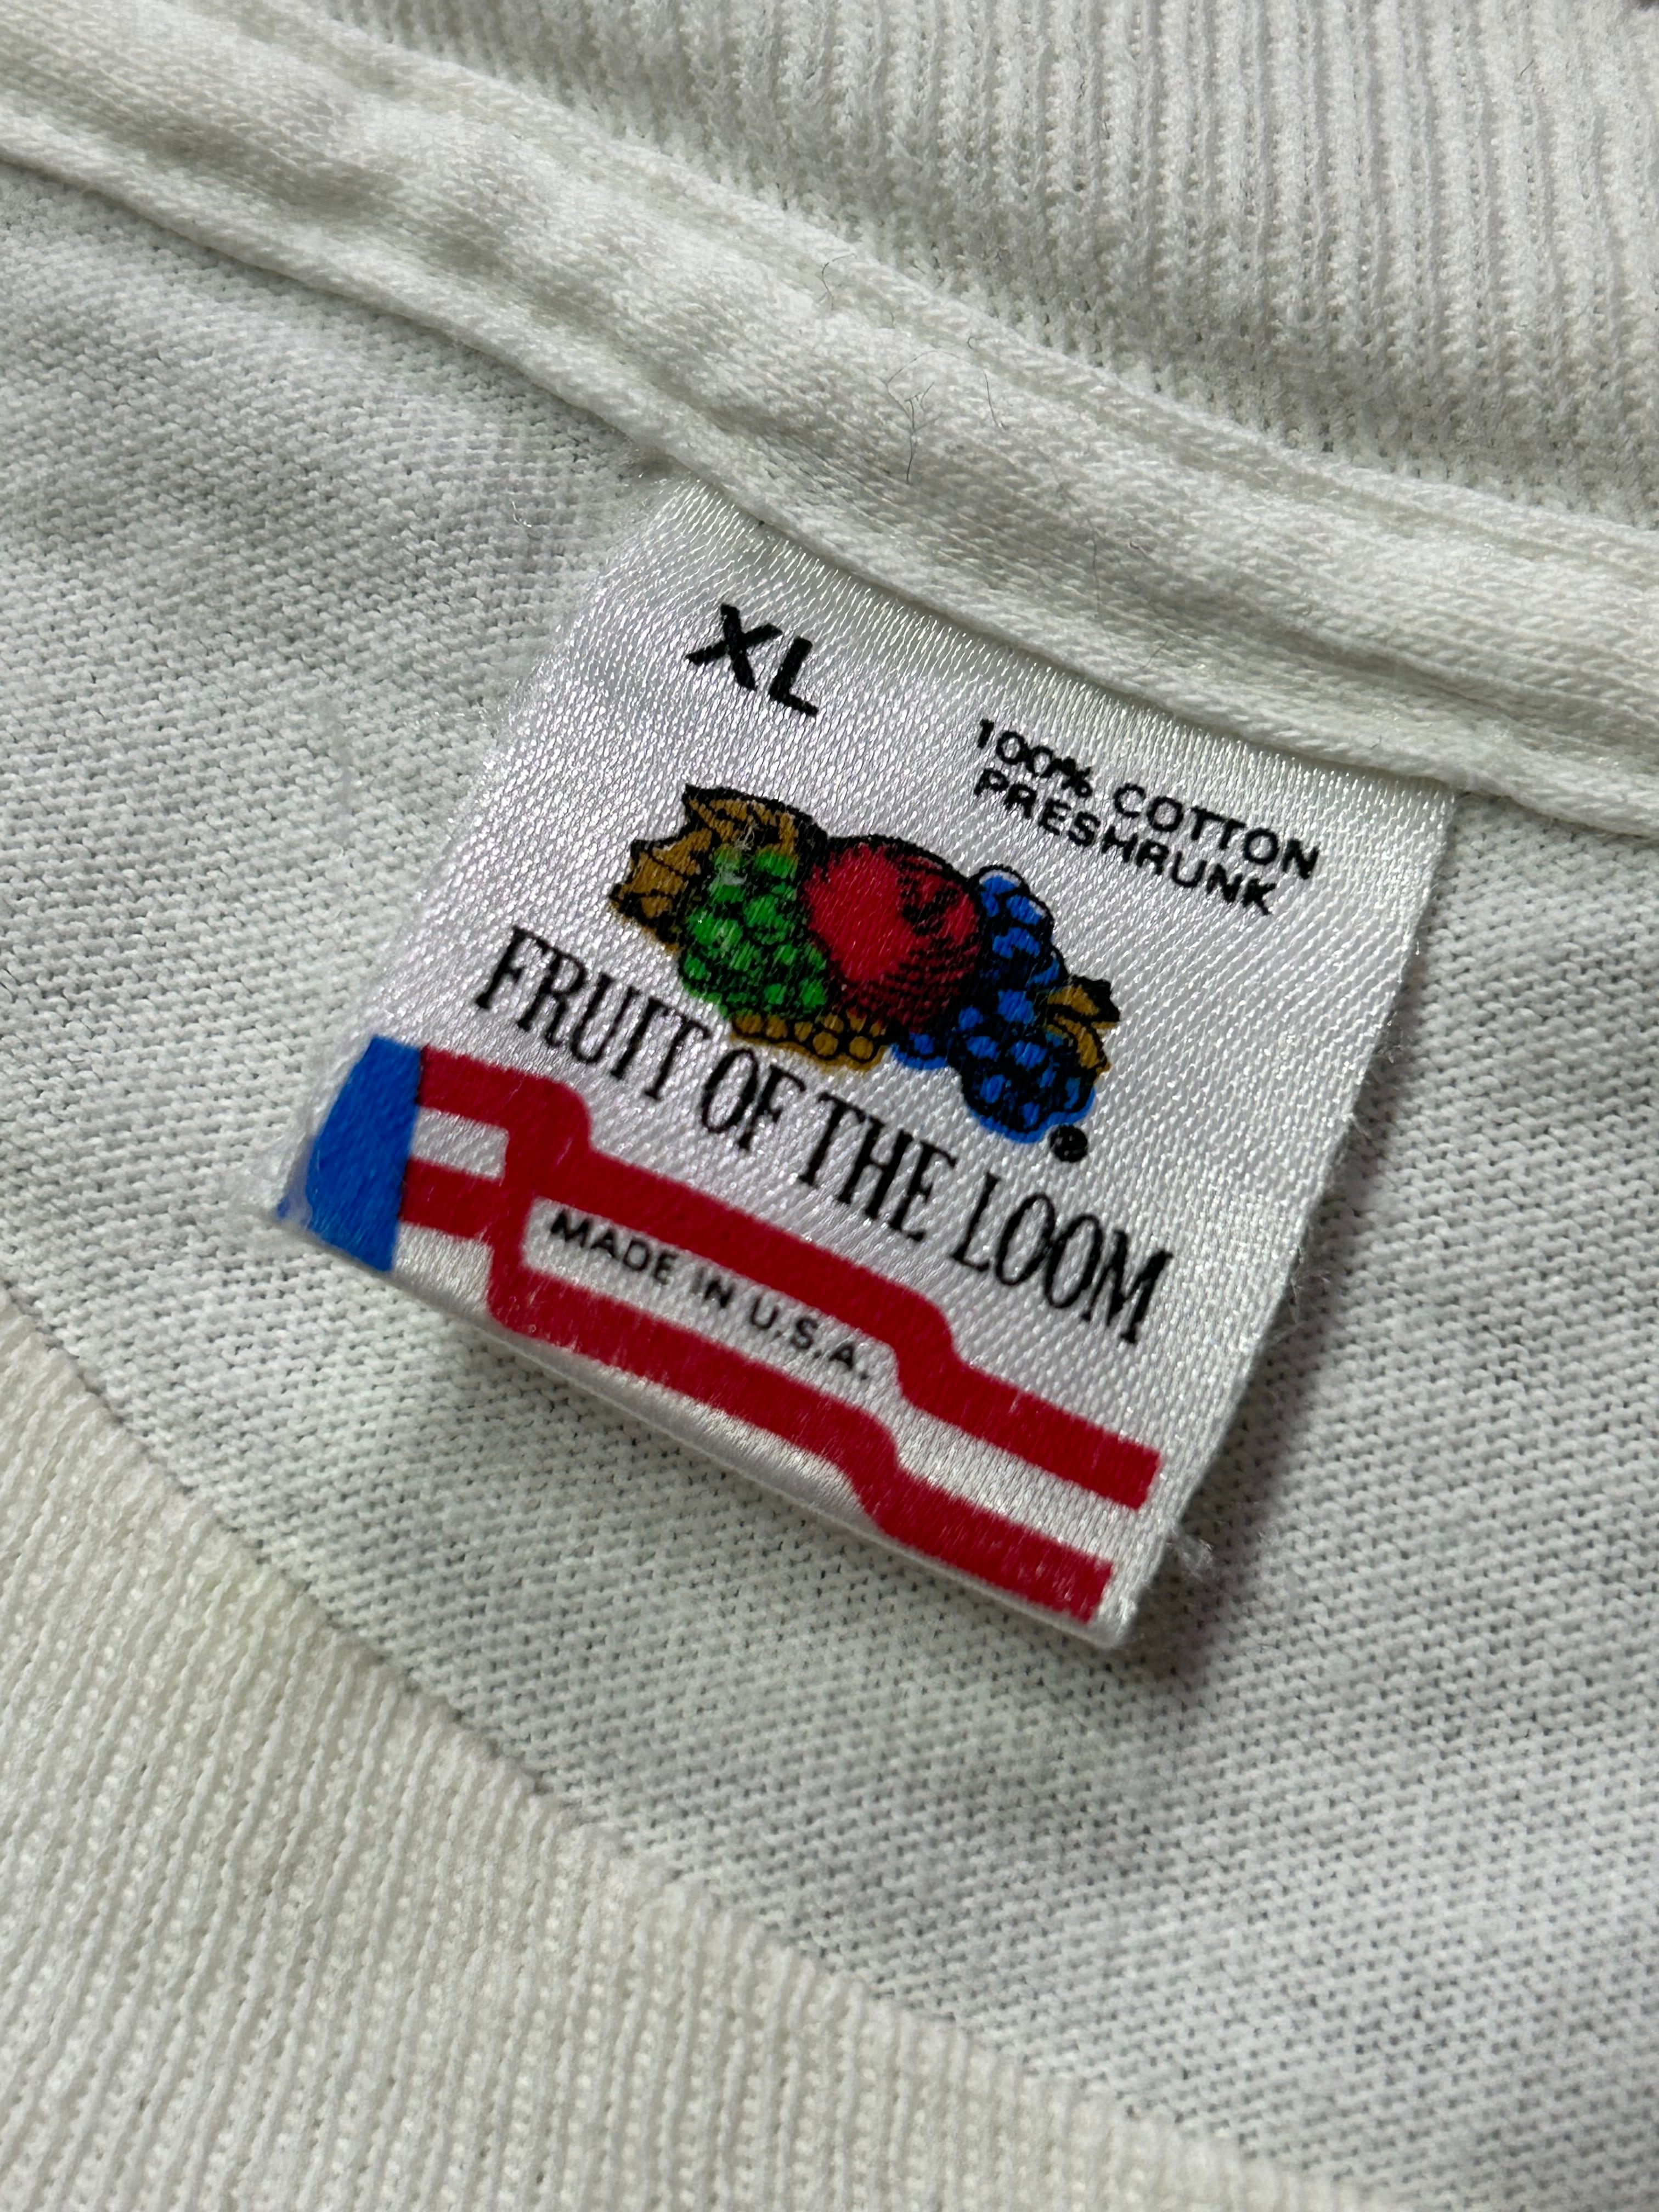 XL
100% COTTON
PRESHRUNK
FRUIT OF THE LOOM®
MADE IN U.S.A.